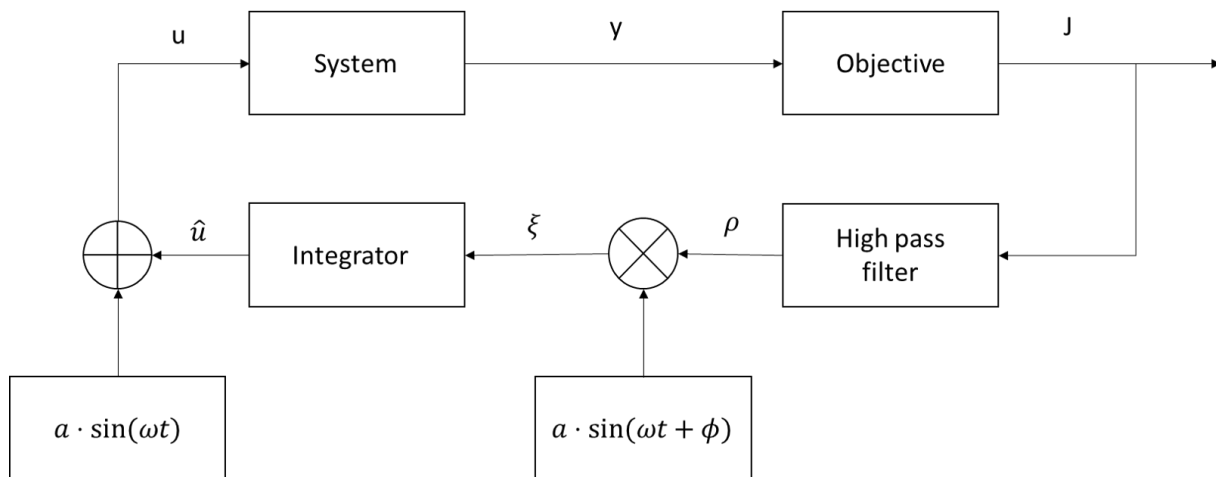 u
System
y
Objective
J
û
Integrator
ξ
ρ
High pass
filter
a · sin(ωt)
a · sin(ωt + ϕ)